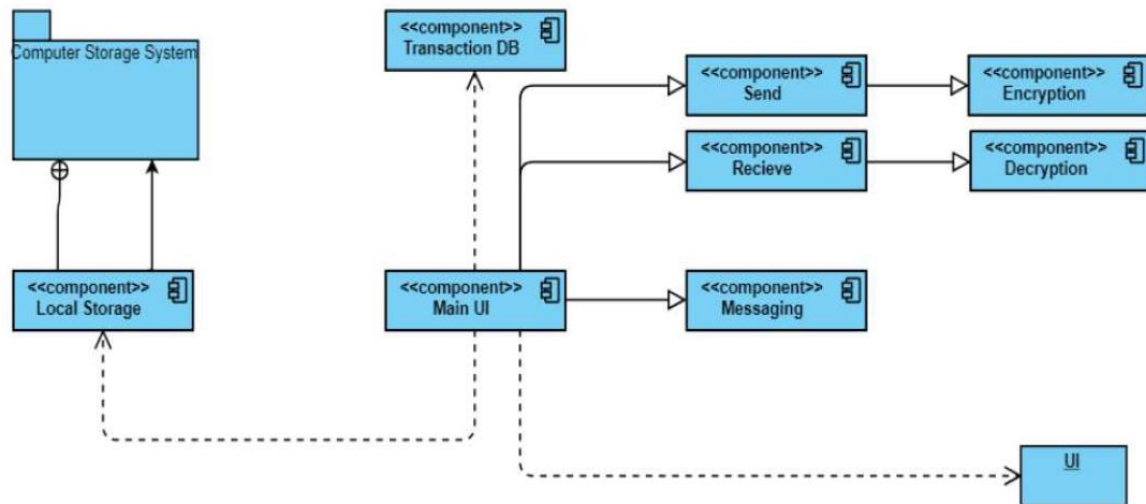 Computer Storage System
<<component>>
Transaction DB
<<component>>
Send
<<component>>
Encryption
<<component>>
Recieve
<<component>>
Decryption
<<component>>
Local Storage
<<component>>
Main UI
<<component>>
Messaging
UI